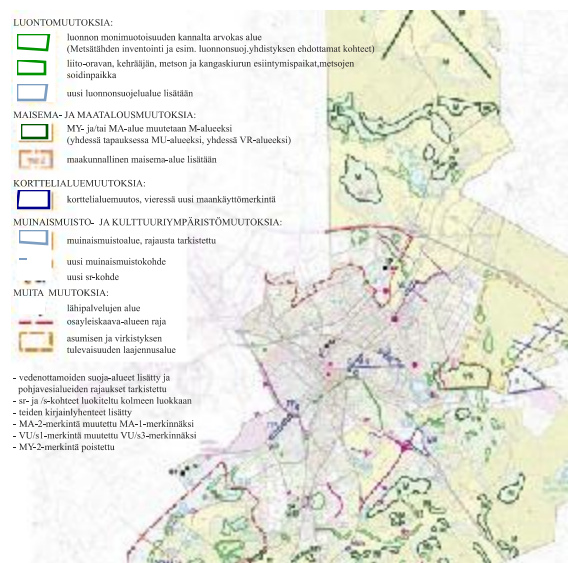 LUONTOMUUTOKSIA:
luonnon monimuotoisuuden kannalta arvokas alue
(Metsätähden inventointi ja esim. luonnonsuoj.yhdistyksen ehdottamat kohteet)
liito-oravan, kehrääjän, metson ja kangaskiurun esiintymispaikat,metsojen
soidinpaikka
uusi luonnonsuojelualue lisätään
MAISEMA- JA MAATALOUSMUUTOKSIA:
MY- ja/tai MA-alue muutetaan M-alueeksi
(yhdessä tapauksessa MU-alueeksi, yhdessä VR-alueeksi)
maakunnallinen maisema-alue lisätään
KORTTELIALUEMUUTOKSIA:
korttelialuemuutos, vieressä uusi maankäyttömerkintä
MUINAISMUISTO- JA KULTTUURIYMPÄRISTÖMUUTOKSIA:
muinaismuistoalue, rajausta tarkistettu
uusi muinaismuistokohde
uusi sr-kohde
MUITA MUUTOKSIA:
lähipalvelujen alue
osayleiskaava-alueen raja
asumisen ja virkistyksen
tulevaisuuden laajennusalue
- vedenottamoiden suoja-alueet lisätty ja
pohjavesialueiden rajaukset tarkistettu
- sr- ja /s-kohteet luokiteltu kolmeen luokkaan
- teiden kirjainlyhenteet lisätty
- MA-2-merkintä muutettu MA-1-merkinnäksi
- VU/s1-merkintä muutettu VU/s3-merkinnäksi
- MY-2-merkintä poistettu